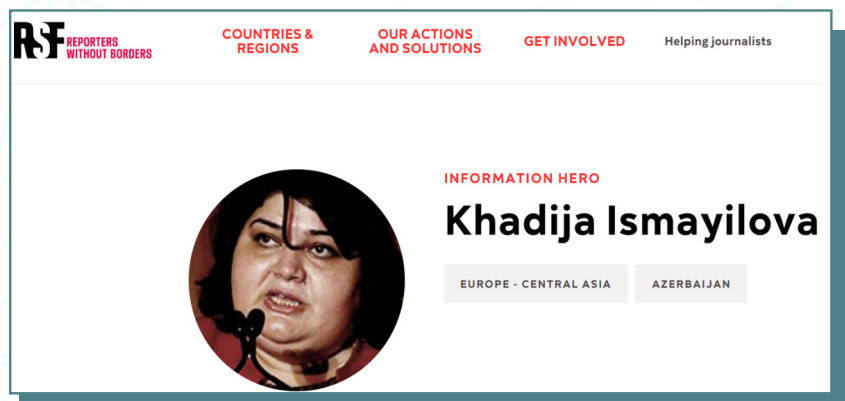 RSF REPORTERS
WITHOUT BORDERS
COUNTRIES &
REGIONS
OUR ACTIONS
AND SOLUTIONS
GET INVOLVED
Helping journalists
INFORMATION HERO
Khadija Ismayilova
EUROPE - CENTRAL ASIA
AZERBAIJAN